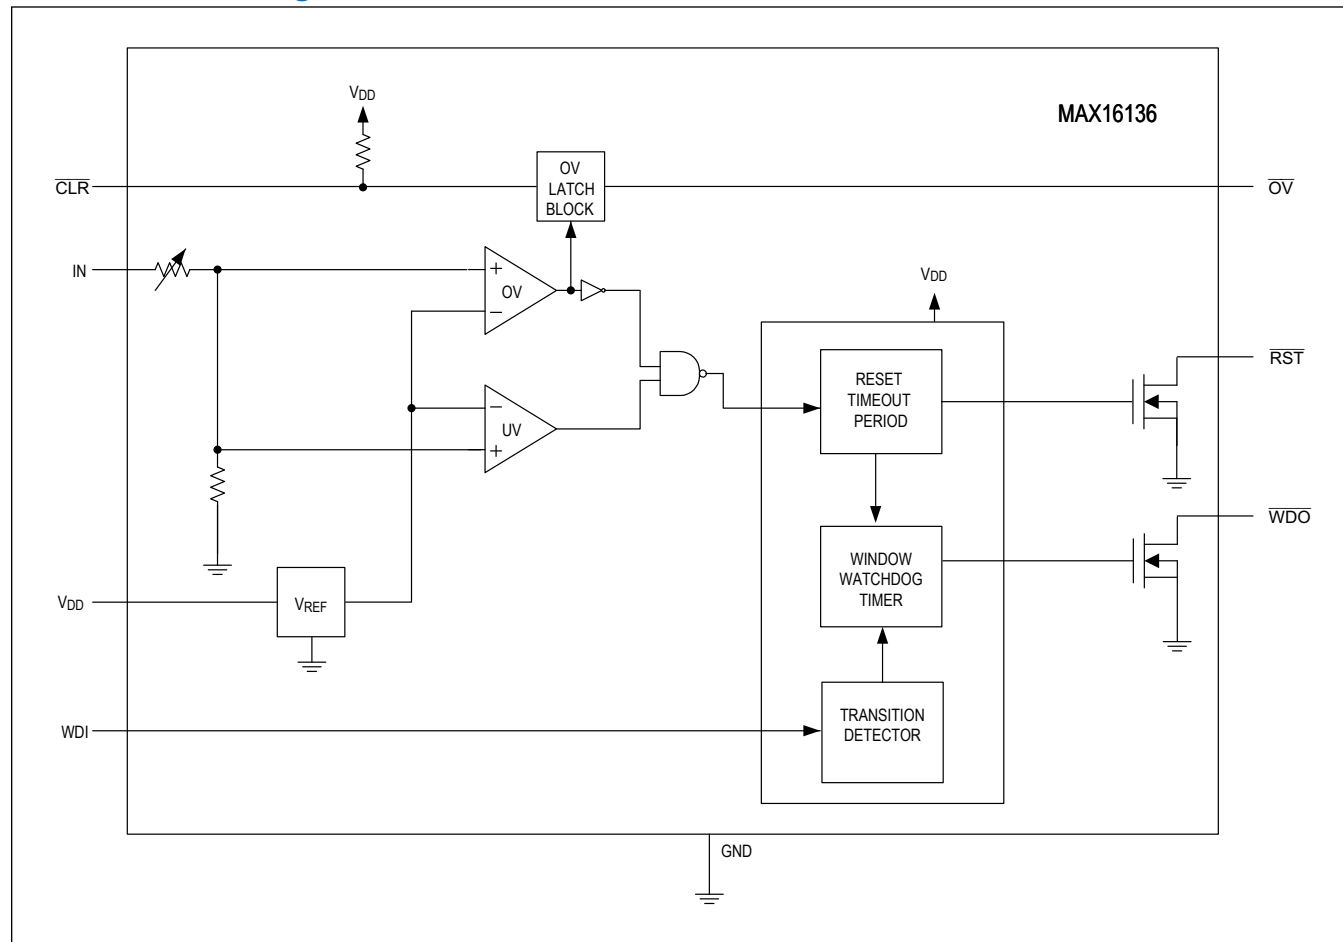 VDD
MAX16136
CLR
OV
LATCH
BLOCK
OV
IN
+
OV
−
VDD
RESET
TIMEOUT
PERIOD
RST
−
UV
+
WDO
WINDOW
WATCHDOG
TIMER
VDD
VREF
TRANSITION
DETECTOR
WDI
GND